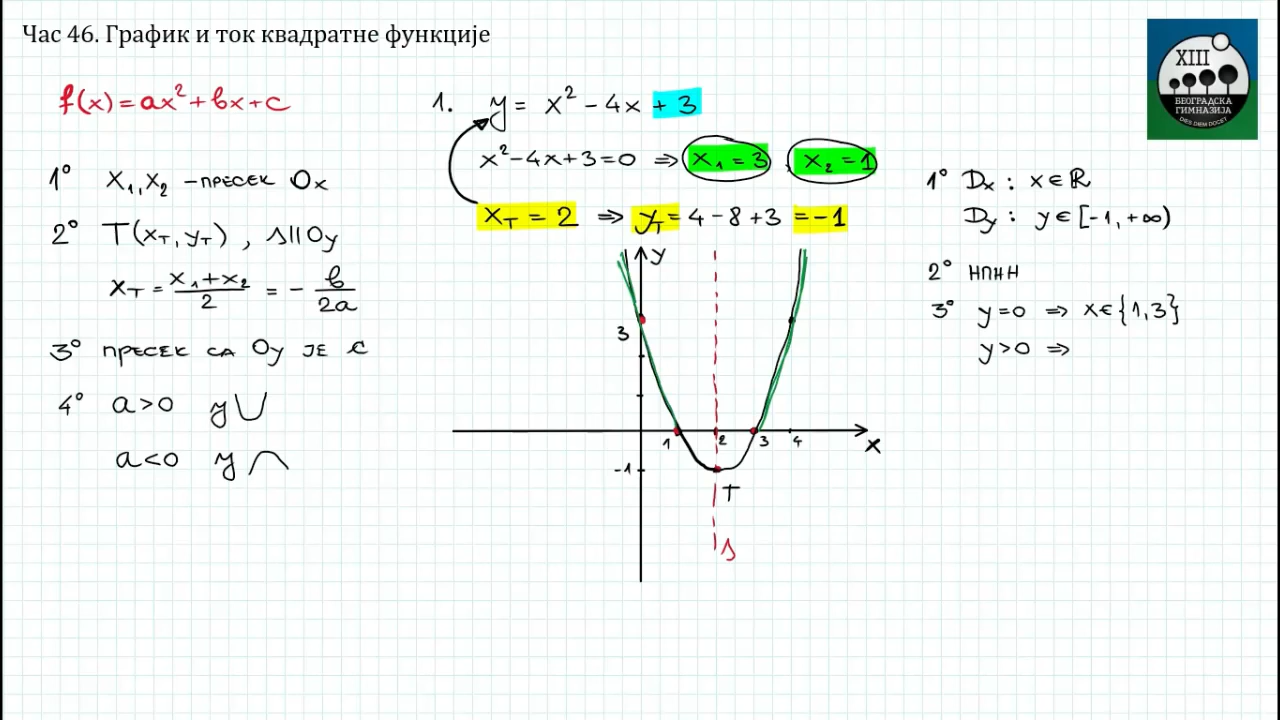 Час 46. График и ток квадратне функције
XIII
БЕОГРАДСКА
ГИМНАЗИЈА
DIES DIEM DOCET
f(x) = ax² + bx + c
1° X₁, X₂ – ПРЕСЕК Ox
2° T(x_T, y_T), s ∥ Oy
x_T = (x₁ + x₂)/2 = - b/2a
3° ПРЕСЕК СА Oy ЈЕ C
4° a > 0 y ∪
a < 0 y ∩
1. y = x² - 4x + 3
x² - 4x + 3 = 0 ⇒ x₁ = 3, x₂ = 1
x_T = 2 ⇒ y_T = 4 - 8 + 3 = -1
y
3
1 2 3 4
x
-1
T
s
1° Dx : x ∈ ℝ
Dy : y ∈ [-1, +∞)
2° НПНН
3° y = 0 ⇒ x ∈ {1, 3}
y > 0 ⇒